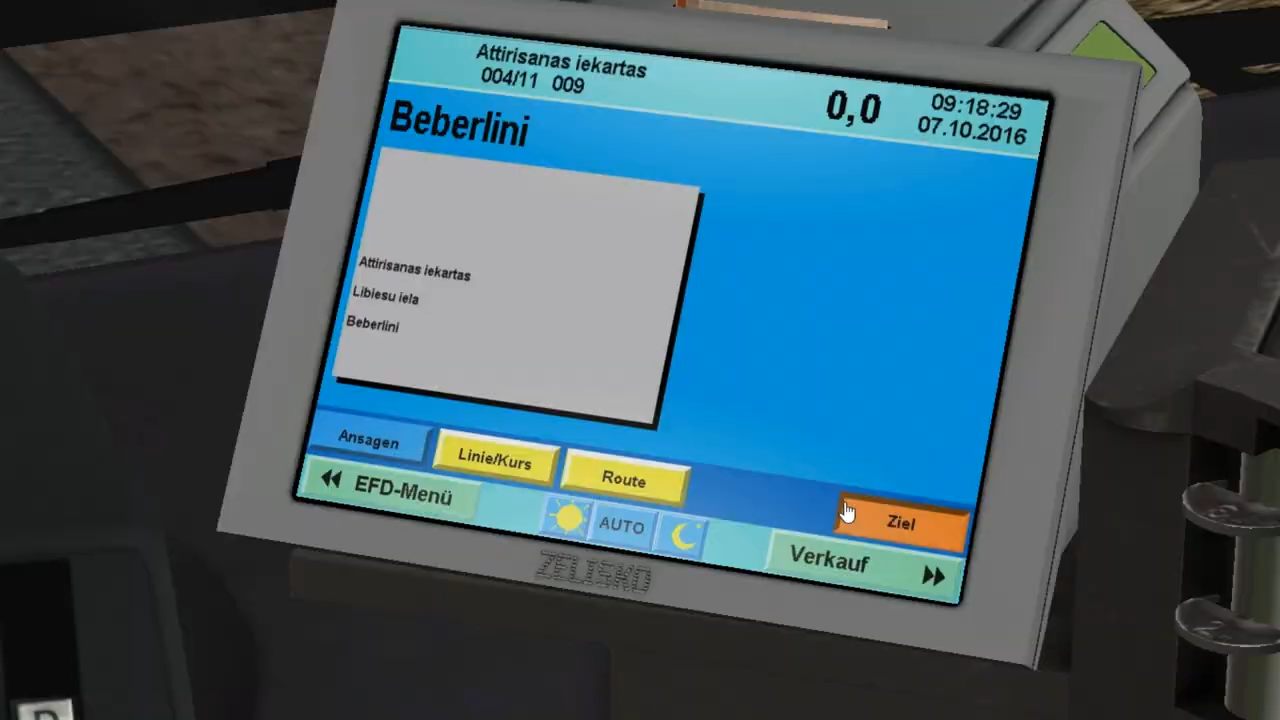 Attirisanas iekartas
004/11 009
0,0
09:18:29
07.10.2016
Beberlini
Attirisanas iekartas
Libiesu iela
Beberlini
Ansagen
Linie/Kurs
Route
Ziel
EFD-Menü
AUTO
Verkauf
ZELISKO
D